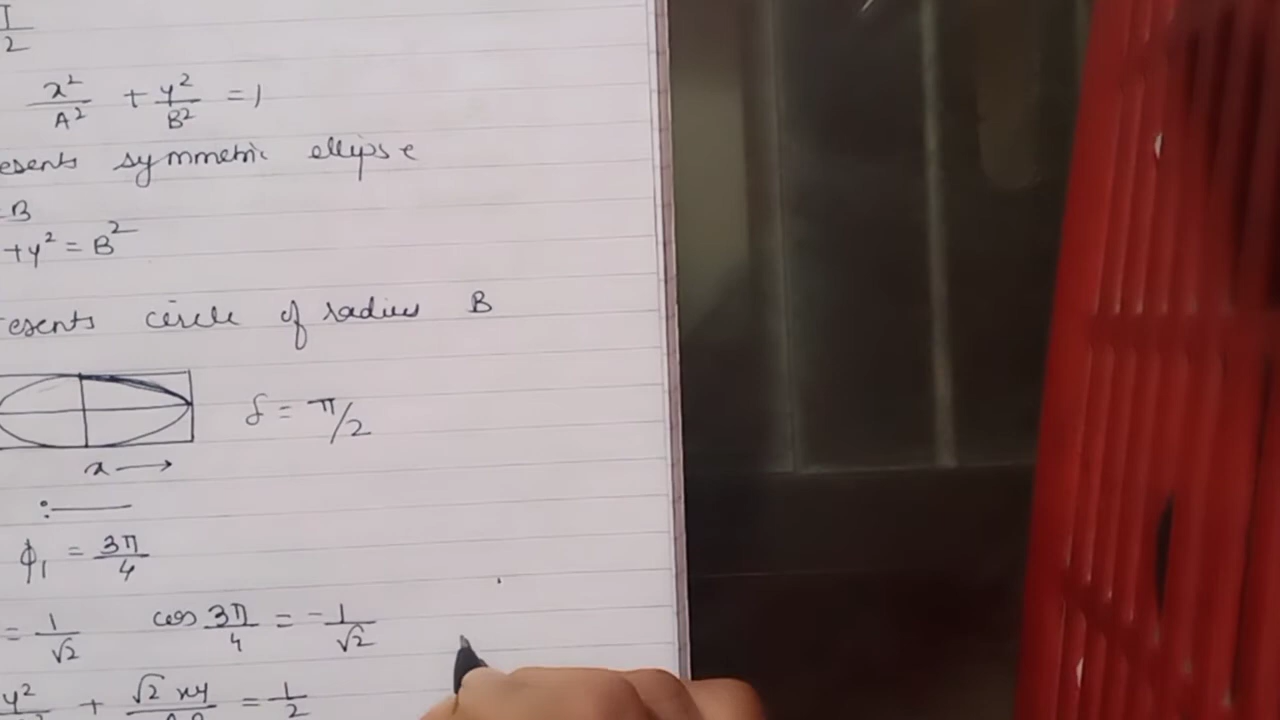 π/2
x²/A² + y²/B² = 1
esents symmetric ellipse
= B
+ y² = B²
esents circle of radius B
δ = π/2
x →
:—
φ₁ = 3π/4
= 1/√2 cos 3π/4 = -1/√2
y² + √2 xy = 1/2